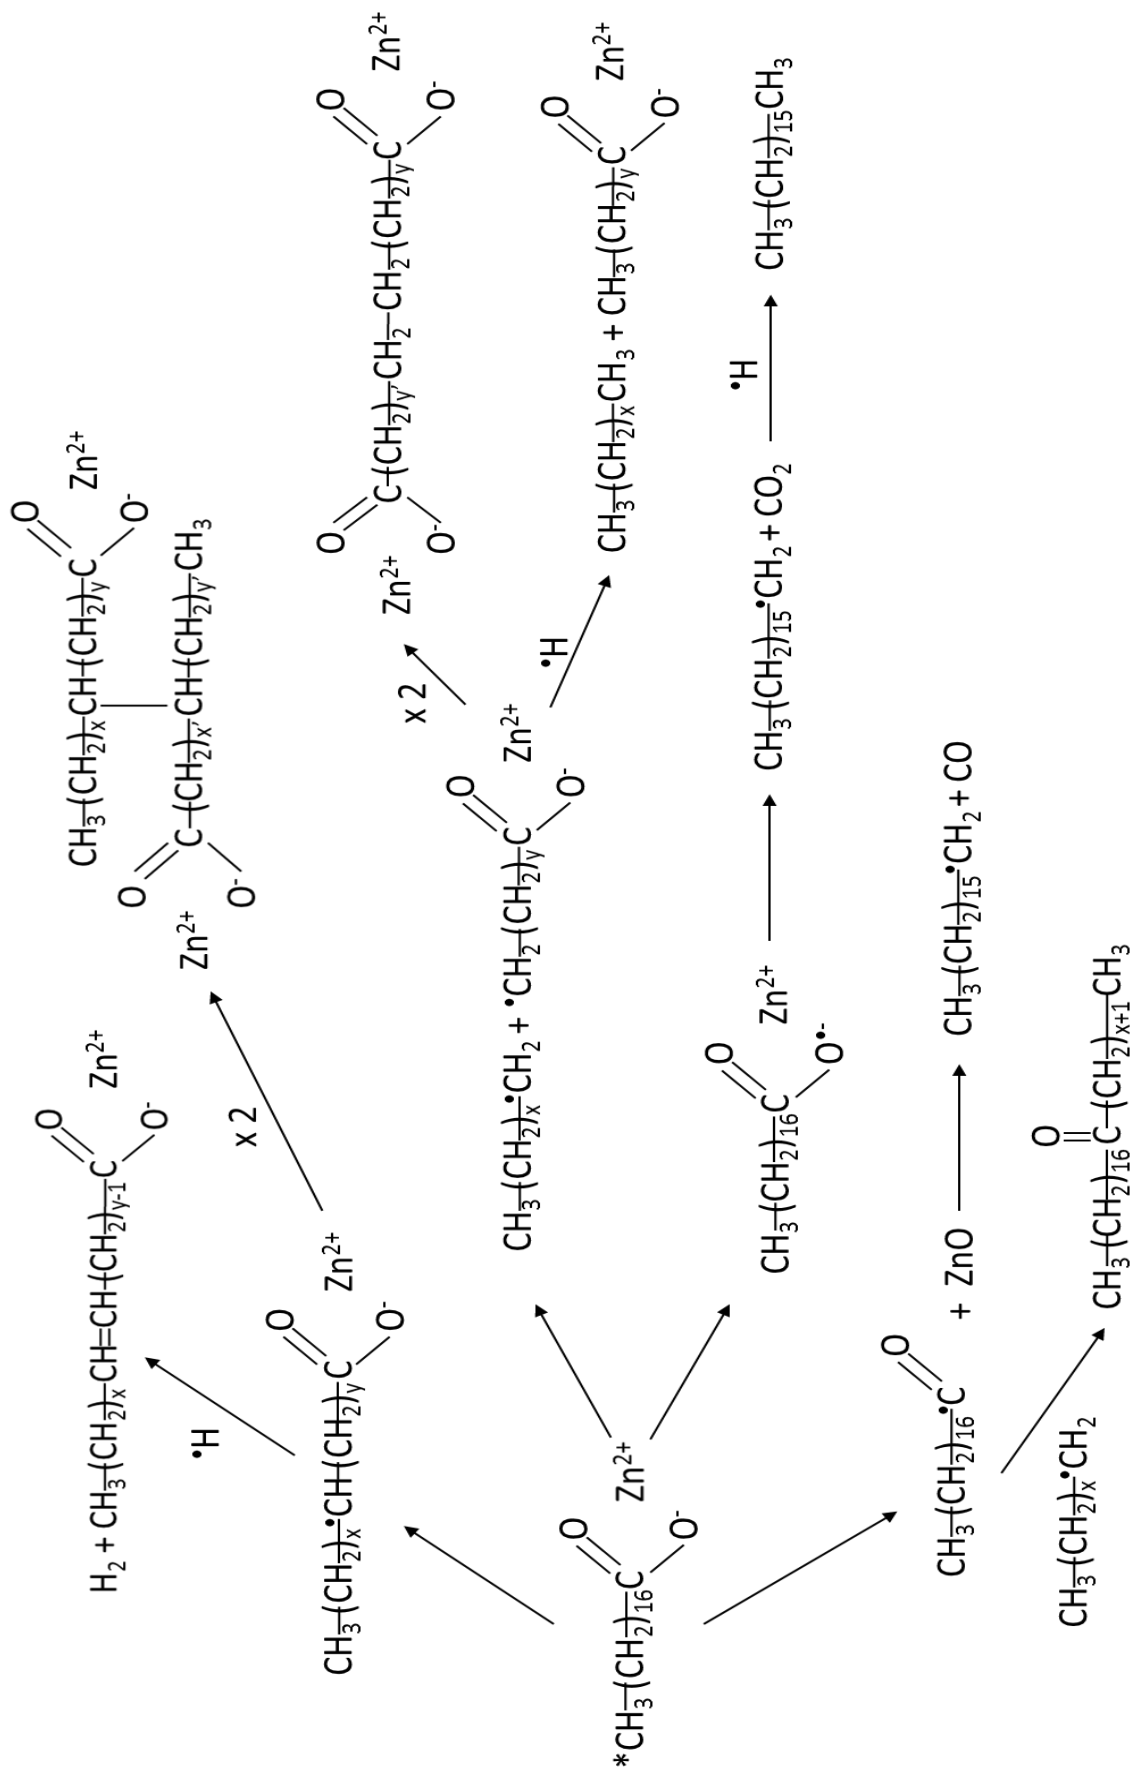 H2 + CH3(CH2)xCH=CH(CH2)y-1C
O
O-
Zn2+
CH3(CH2)xCH(CH2)yC
O
O-
Zn2+
C(CH2)x'CH(CH2)y'CH3
O
O-
Zn2+
•H
x 2
CH3(CH2)x•CH(CH2)yC
O
O-
Zn2+
C(CH2)y'CH2—CH2(CH2)yC
O
O-
Zn2+
O
O-
Zn2+
x 2
CH3(CH2)x•CH2 + •CH2(CH2)yC
O
O-
Zn2+
•H
CH3(CH2)xCH3 + CH3(CH2)yC
O
O-
Zn2+
*CH3(CH2)16C
O
O-
Zn2+
CH3(CH2)16C
O
O•-
Zn2+
CH3(CH2)15•CH2 + CO2
•H
CH3(CH2)15CH3
CH3(CH2)16•C
O
+ ZnO
CH3(CH2)15•CH2 + CO
CH3(CH2)x•CH2
CH3(CH2)16C(CH2)x+1CH3
O